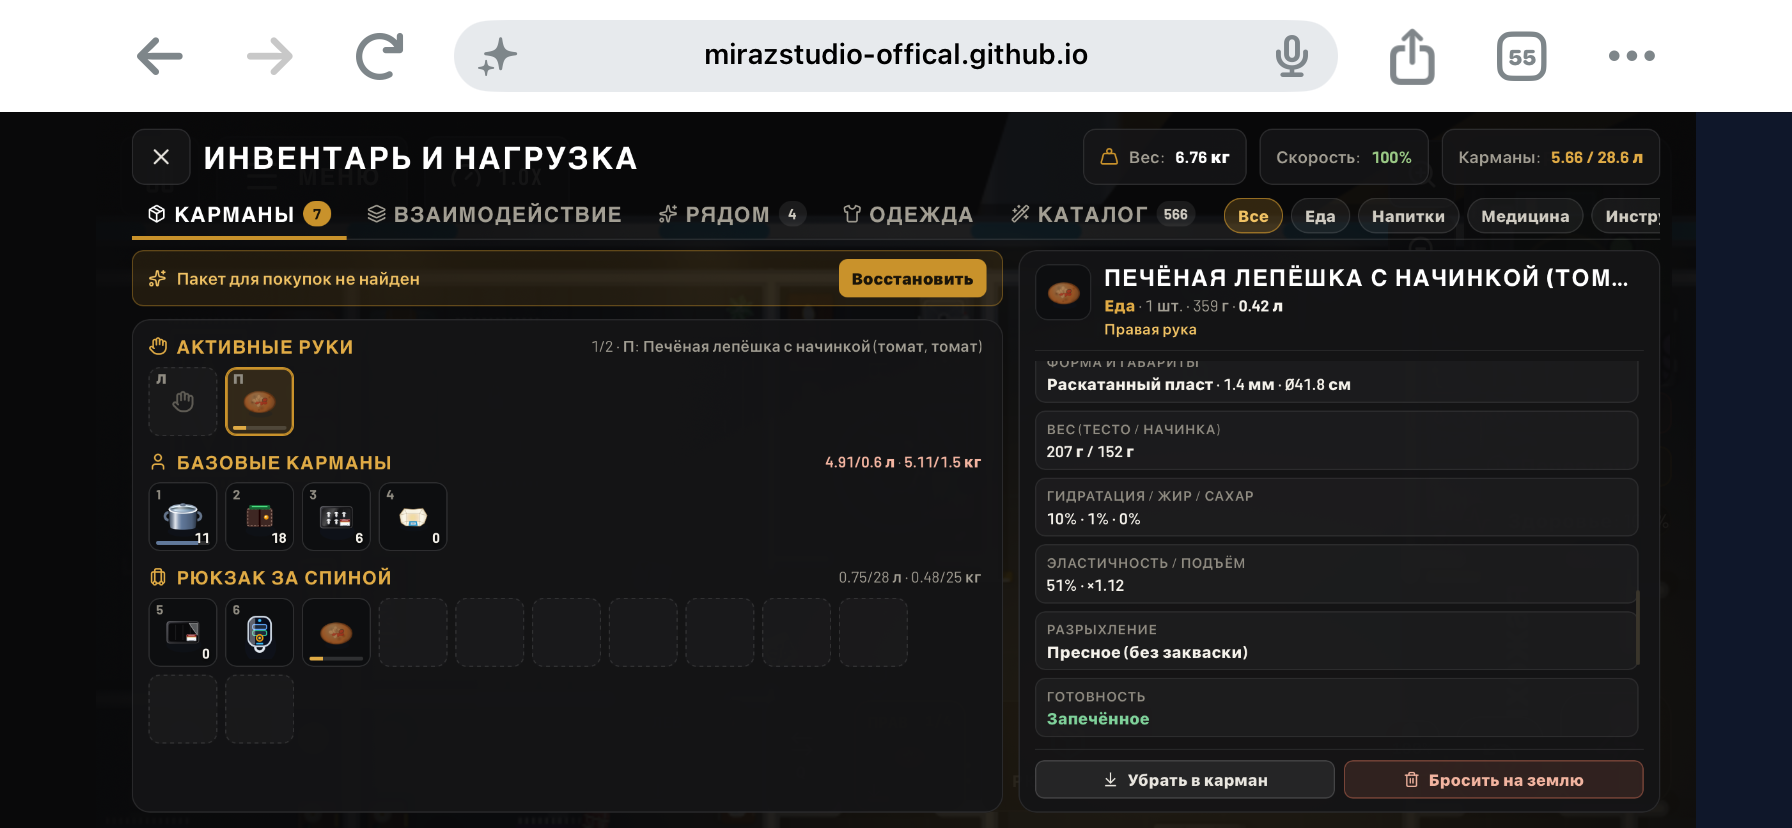 mirazstudio-offical.github.io
55
ИНВЕНТАРЬ И НАГРУЗКА
Вес: 6.76 кг
Скорость: 100%
Карманы: 5.66 / 28.6 л
КАРМАНЫ 7
ВЗАИМОДЕЙСТВИЕ
РЯДОМ 4
ОДЕЖДА
КАТАЛОГ 566
Все
Еда
Напитки
Медицина
Инстру
Пакет для покупок не найден
Восстановить
АКТИВНЫЕ РУКИ
1/2 · П: Печёная лепёшка с начинкой (томат, томат)
Л
П
БАЗОВЫЕ КАРМАНЫ
4.91/0.6 л · 5.11/1.5 кг
1
11
2
18
3
6
4
0
РЮКЗАК ЗА СПИНОЙ
0.75/28 л · 0.48/25 кг
5
0
6
ПЕЧЁНАЯ ЛЕПЁШКА С НАЧИНКОЙ (ТОМ...
Еда · 1 шт. · 359 г · 0.42 л
Правая рука
ФОРМА И ГАБАРИТЫ
Раскатанный пласт · 1.4 мм · Ø41.8 см
ВЕС (ТЕСТО / НАЧИНКА)
207 г / 152 г
ГИДРАТАЦИЯ / ЖИР / САХАР
10% · 1% · 0%
ЭЛАСТИЧНОСТЬ / ПОДЪЁМ
51% · ×1.12
РАЗРЫХЛЕНИЕ
Пресное (без закваски)
ГОТОВНОСТЬ
Запечённое
Убрать в карман
Бросить на землю